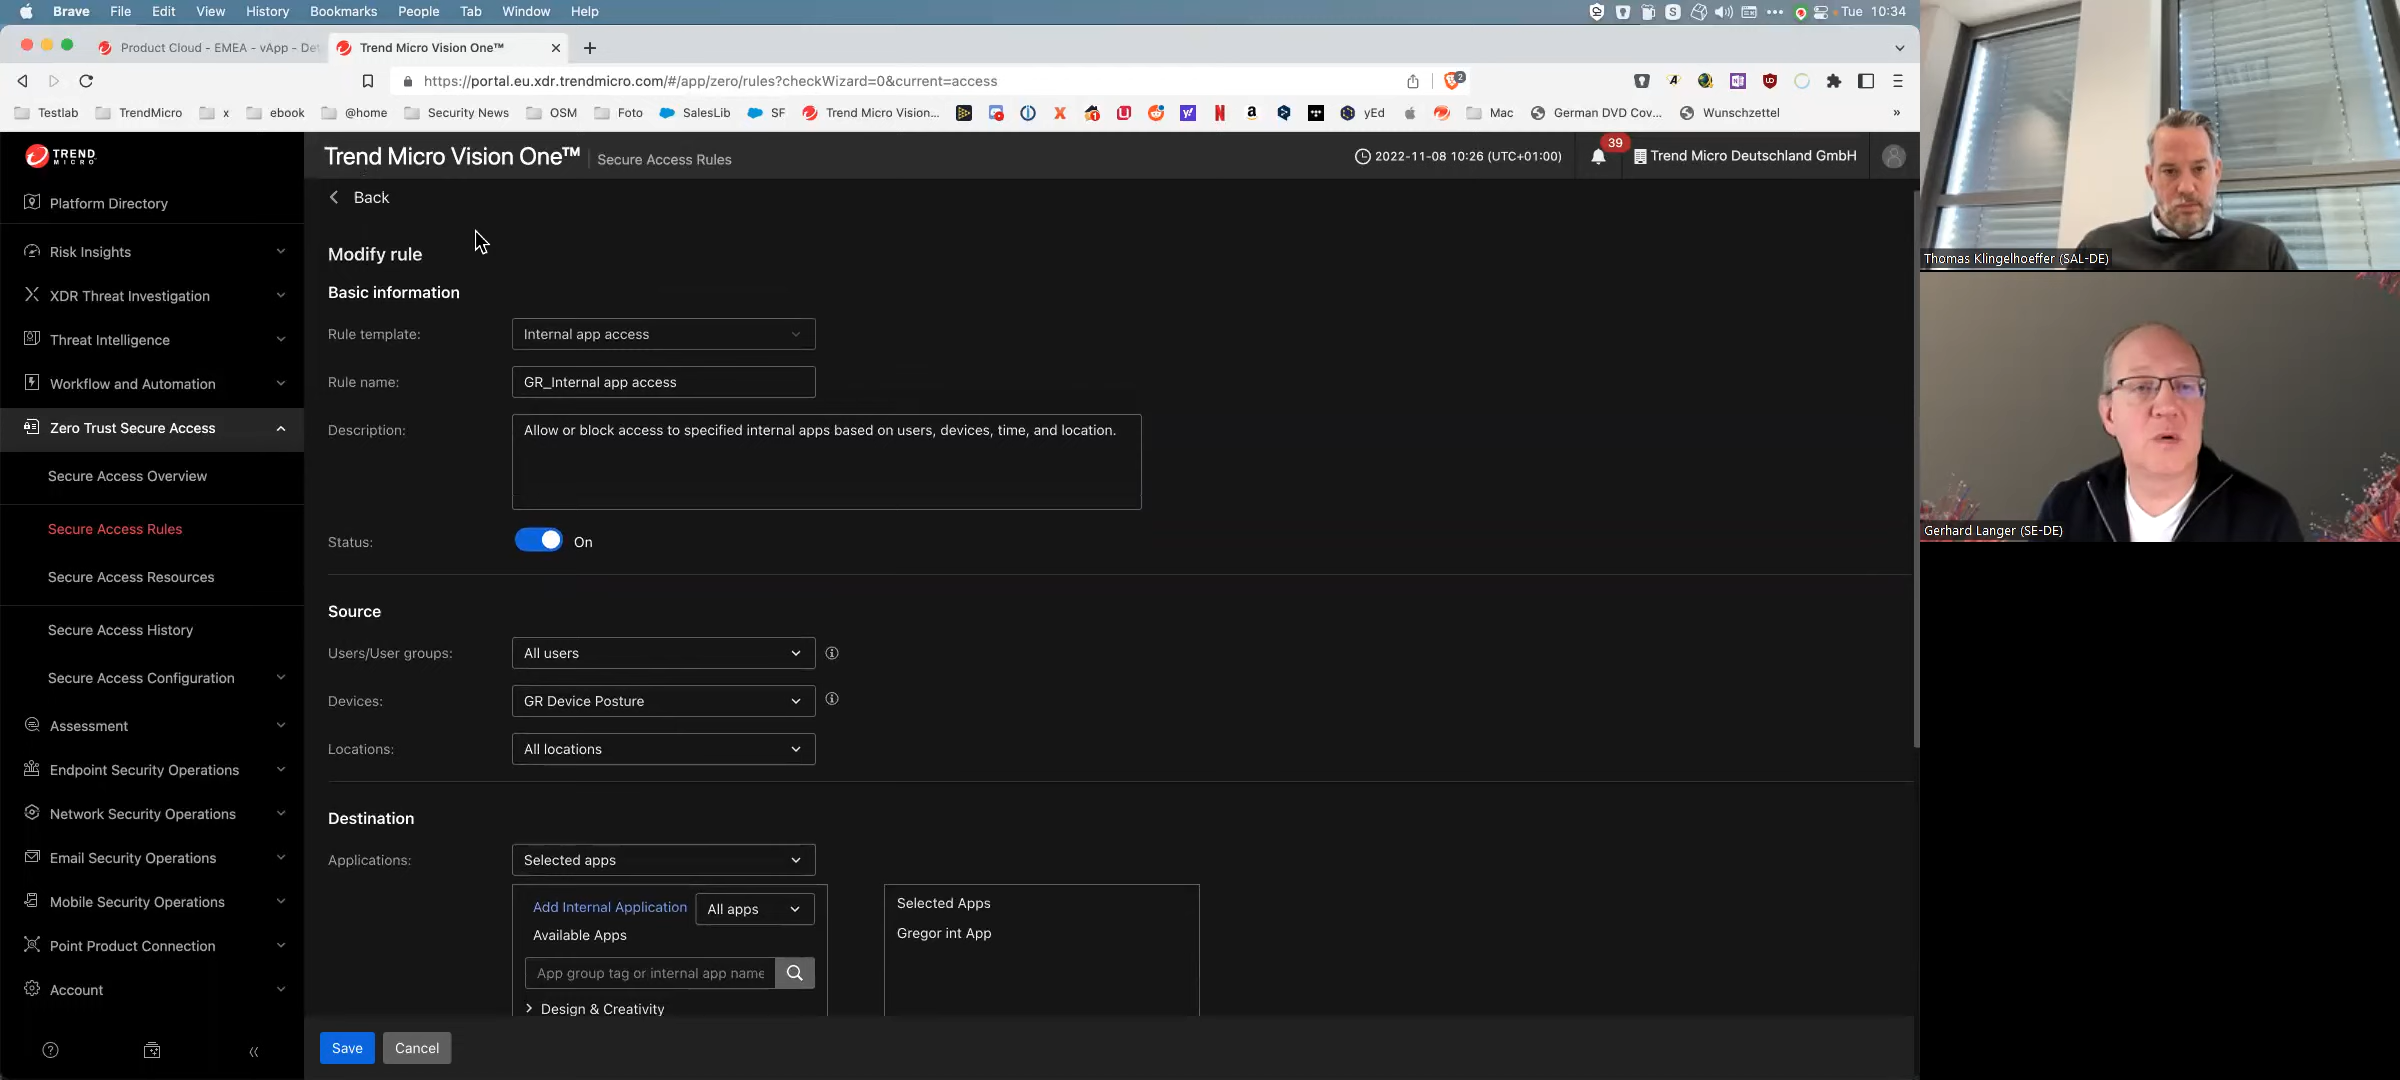 Brave File Edit View History Bookmarks People Tab Window Help Tue 10:34
Product Cloud - EMEA - vApp - De
Trend Micro Vision One™
https://portal.eu.xdr.trendmicro.com/#/app/zero/rules?checkWizard=0&current=access
2
Testlab TrendMicro x ebook @home Security News OSM Foto SalesLib SF Trend Micro Vision... yEd Mac German DVD Cov... Wunschzettel »
TREND MICRO
Trend Micro Vision One™ Secure Access Rules
2022-11-08 10:26 (UTC+01:00)
39
Trend Micro Deutschland GmbH
Platform Directory
Risk Insights
XDR Threat Investigation
Threat Intelligence
Workflow and Automation
Zero Trust Secure Access
Secure Access Overview
Secure Access Rules
Secure Access Resources
Secure Access History
Secure Access Configuration
Assessment
Endpoint Security Operations
Network Security Operations
Email Security Operations
Mobile Security Operations
Point Product Connection
Account
Back
Modify rule
Basic information
Rule template: Internal app access
Rule name: GR_Internal app access
Description: Allow or block access to specified internal apps based on users, devices, time, and location.
Status: On
Source
Users/User groups: All users
Devices: GR Device Posture
Locations: All locations
Destination
Applications: Selected apps
Add Internal Application All apps
Available Apps
App group tag or internal app name
Design & Creativity
Selected Apps
Gregor int App
Save Cancel
Thomas Klingelhoeffer (SAL-DE)
Gerhard Langer (SE-DE)